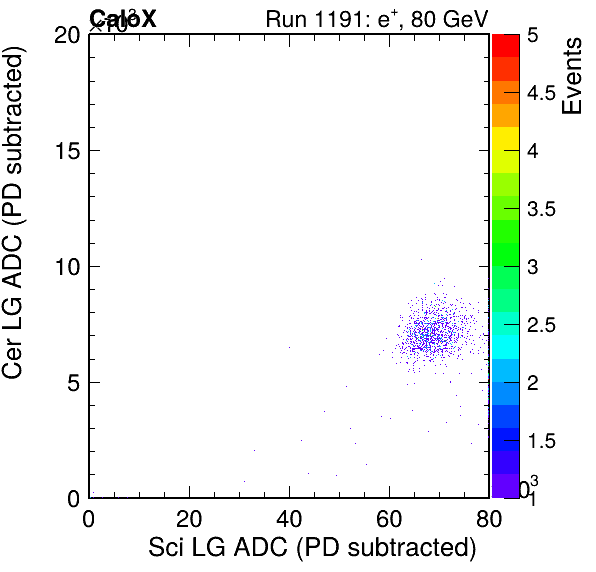 CaloX
×10³
Run 1191: e⁺, 80 GeV
20
15
10
5
0
Cer LG ADC (PD subtracted)
0 20 40 60 80
Sci LG ADC (PD subtracted)
5
4.5
4
3.5
3
2.5
2
1.5
1
Events